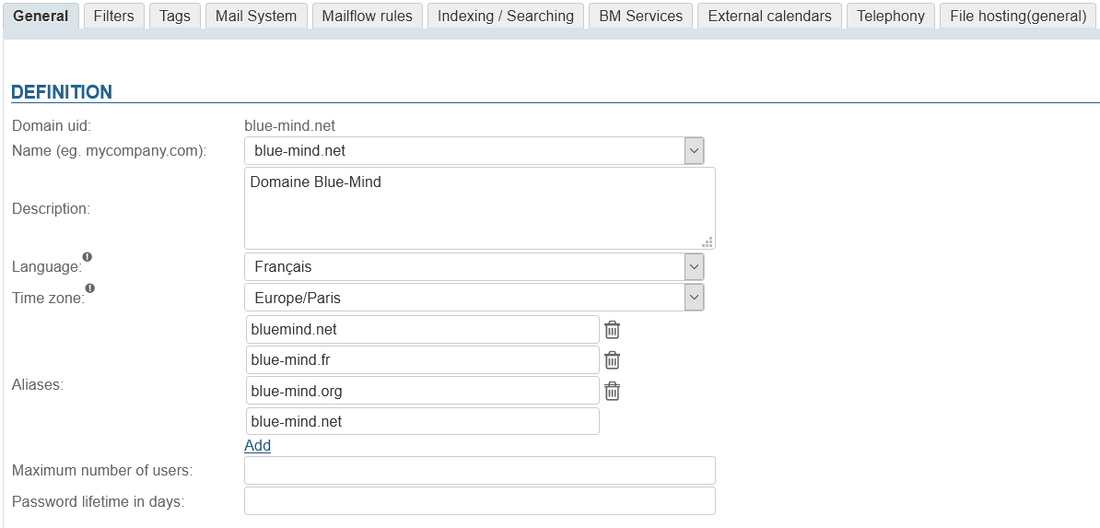 General Filters Tags Mail System Mailflow rules Indexing / Searching BM Services External calendars Telephony File hosting(general)
DEFINITION
Domain uid: blue-mind.net
Name (eg. mycompany.com): blue-mind.net
Description: Domaine Blue-Mind
Language: Français
Time zone: Europe/Paris
Aliases:
bluemind.net
blue-mind.fr
blue-mind.org
blue-mind.net
Add
Maximum number of users:
Password lifetime in days: